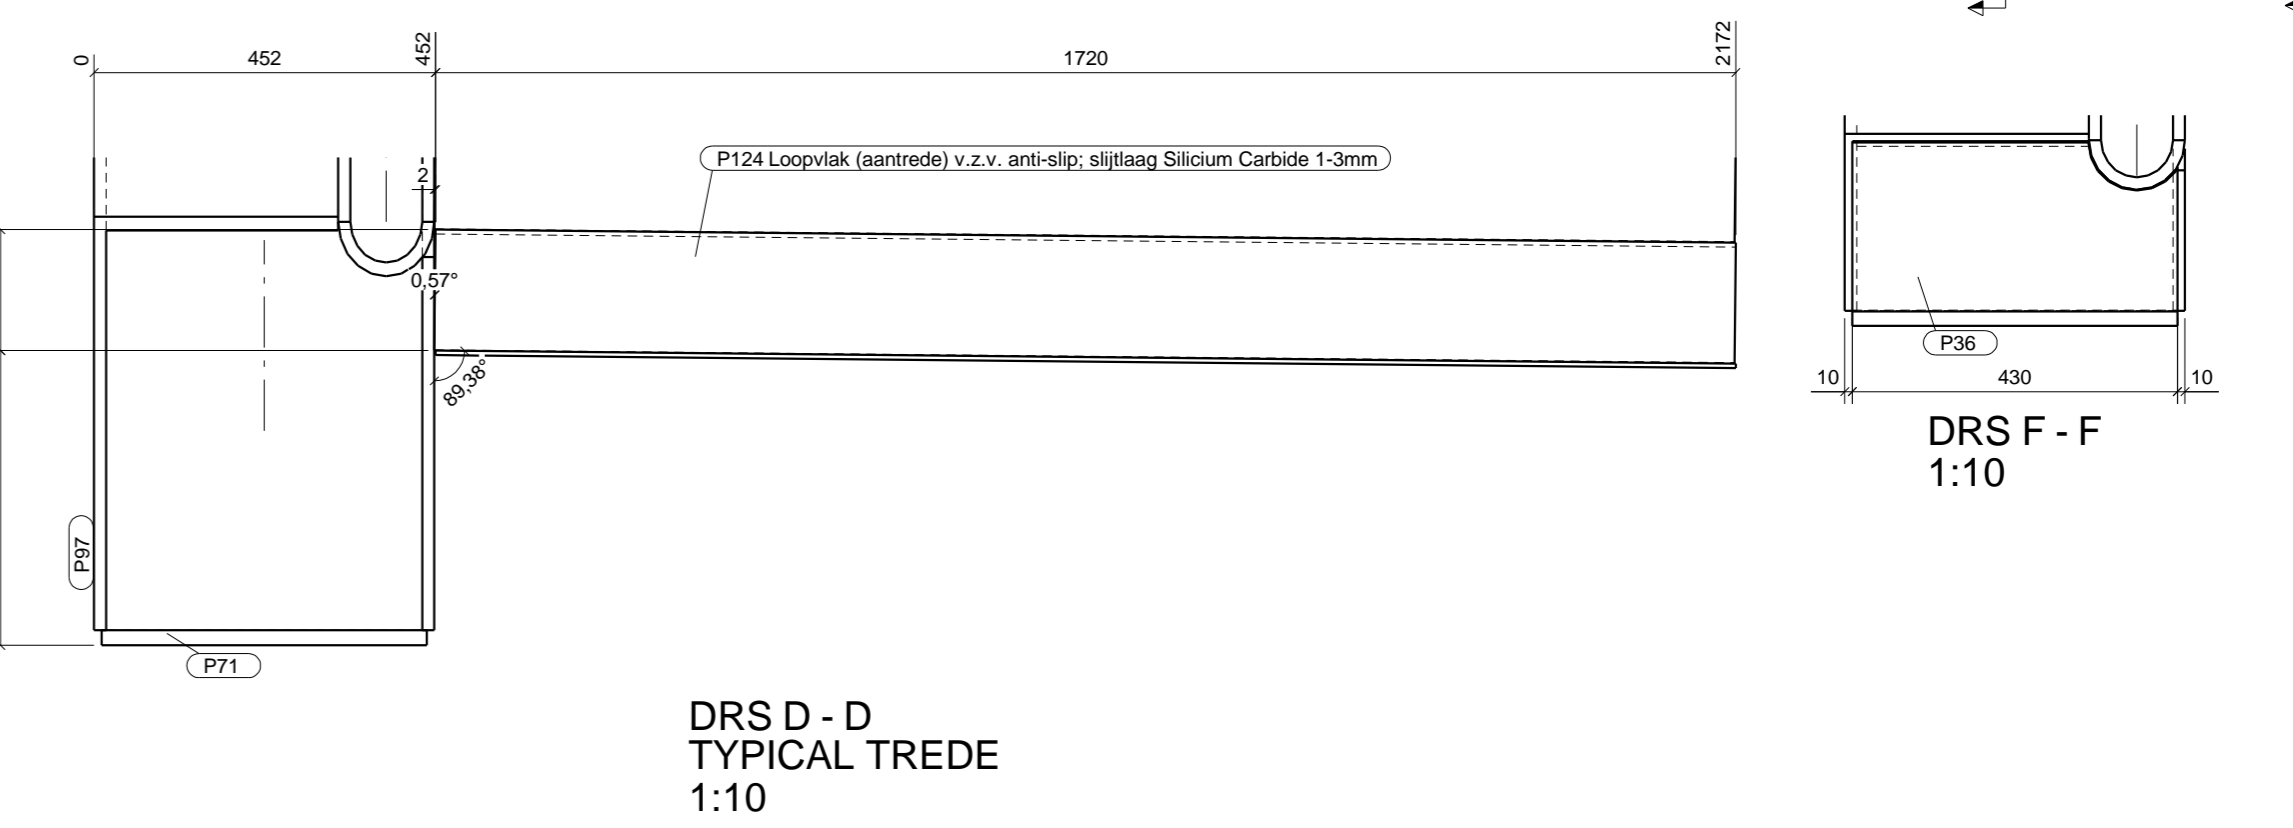 0
452
452
1720
2172
P124 Loopvlak (aantrede) v.z.v. anti-slip; slijtlaag Silicium Carbide 1-3mm
2
0,57°
89,38°
P97
P71
DRS D - D
TYPICAL TREDE
1:10
P36
10
430
10
DRS F - F
1:10